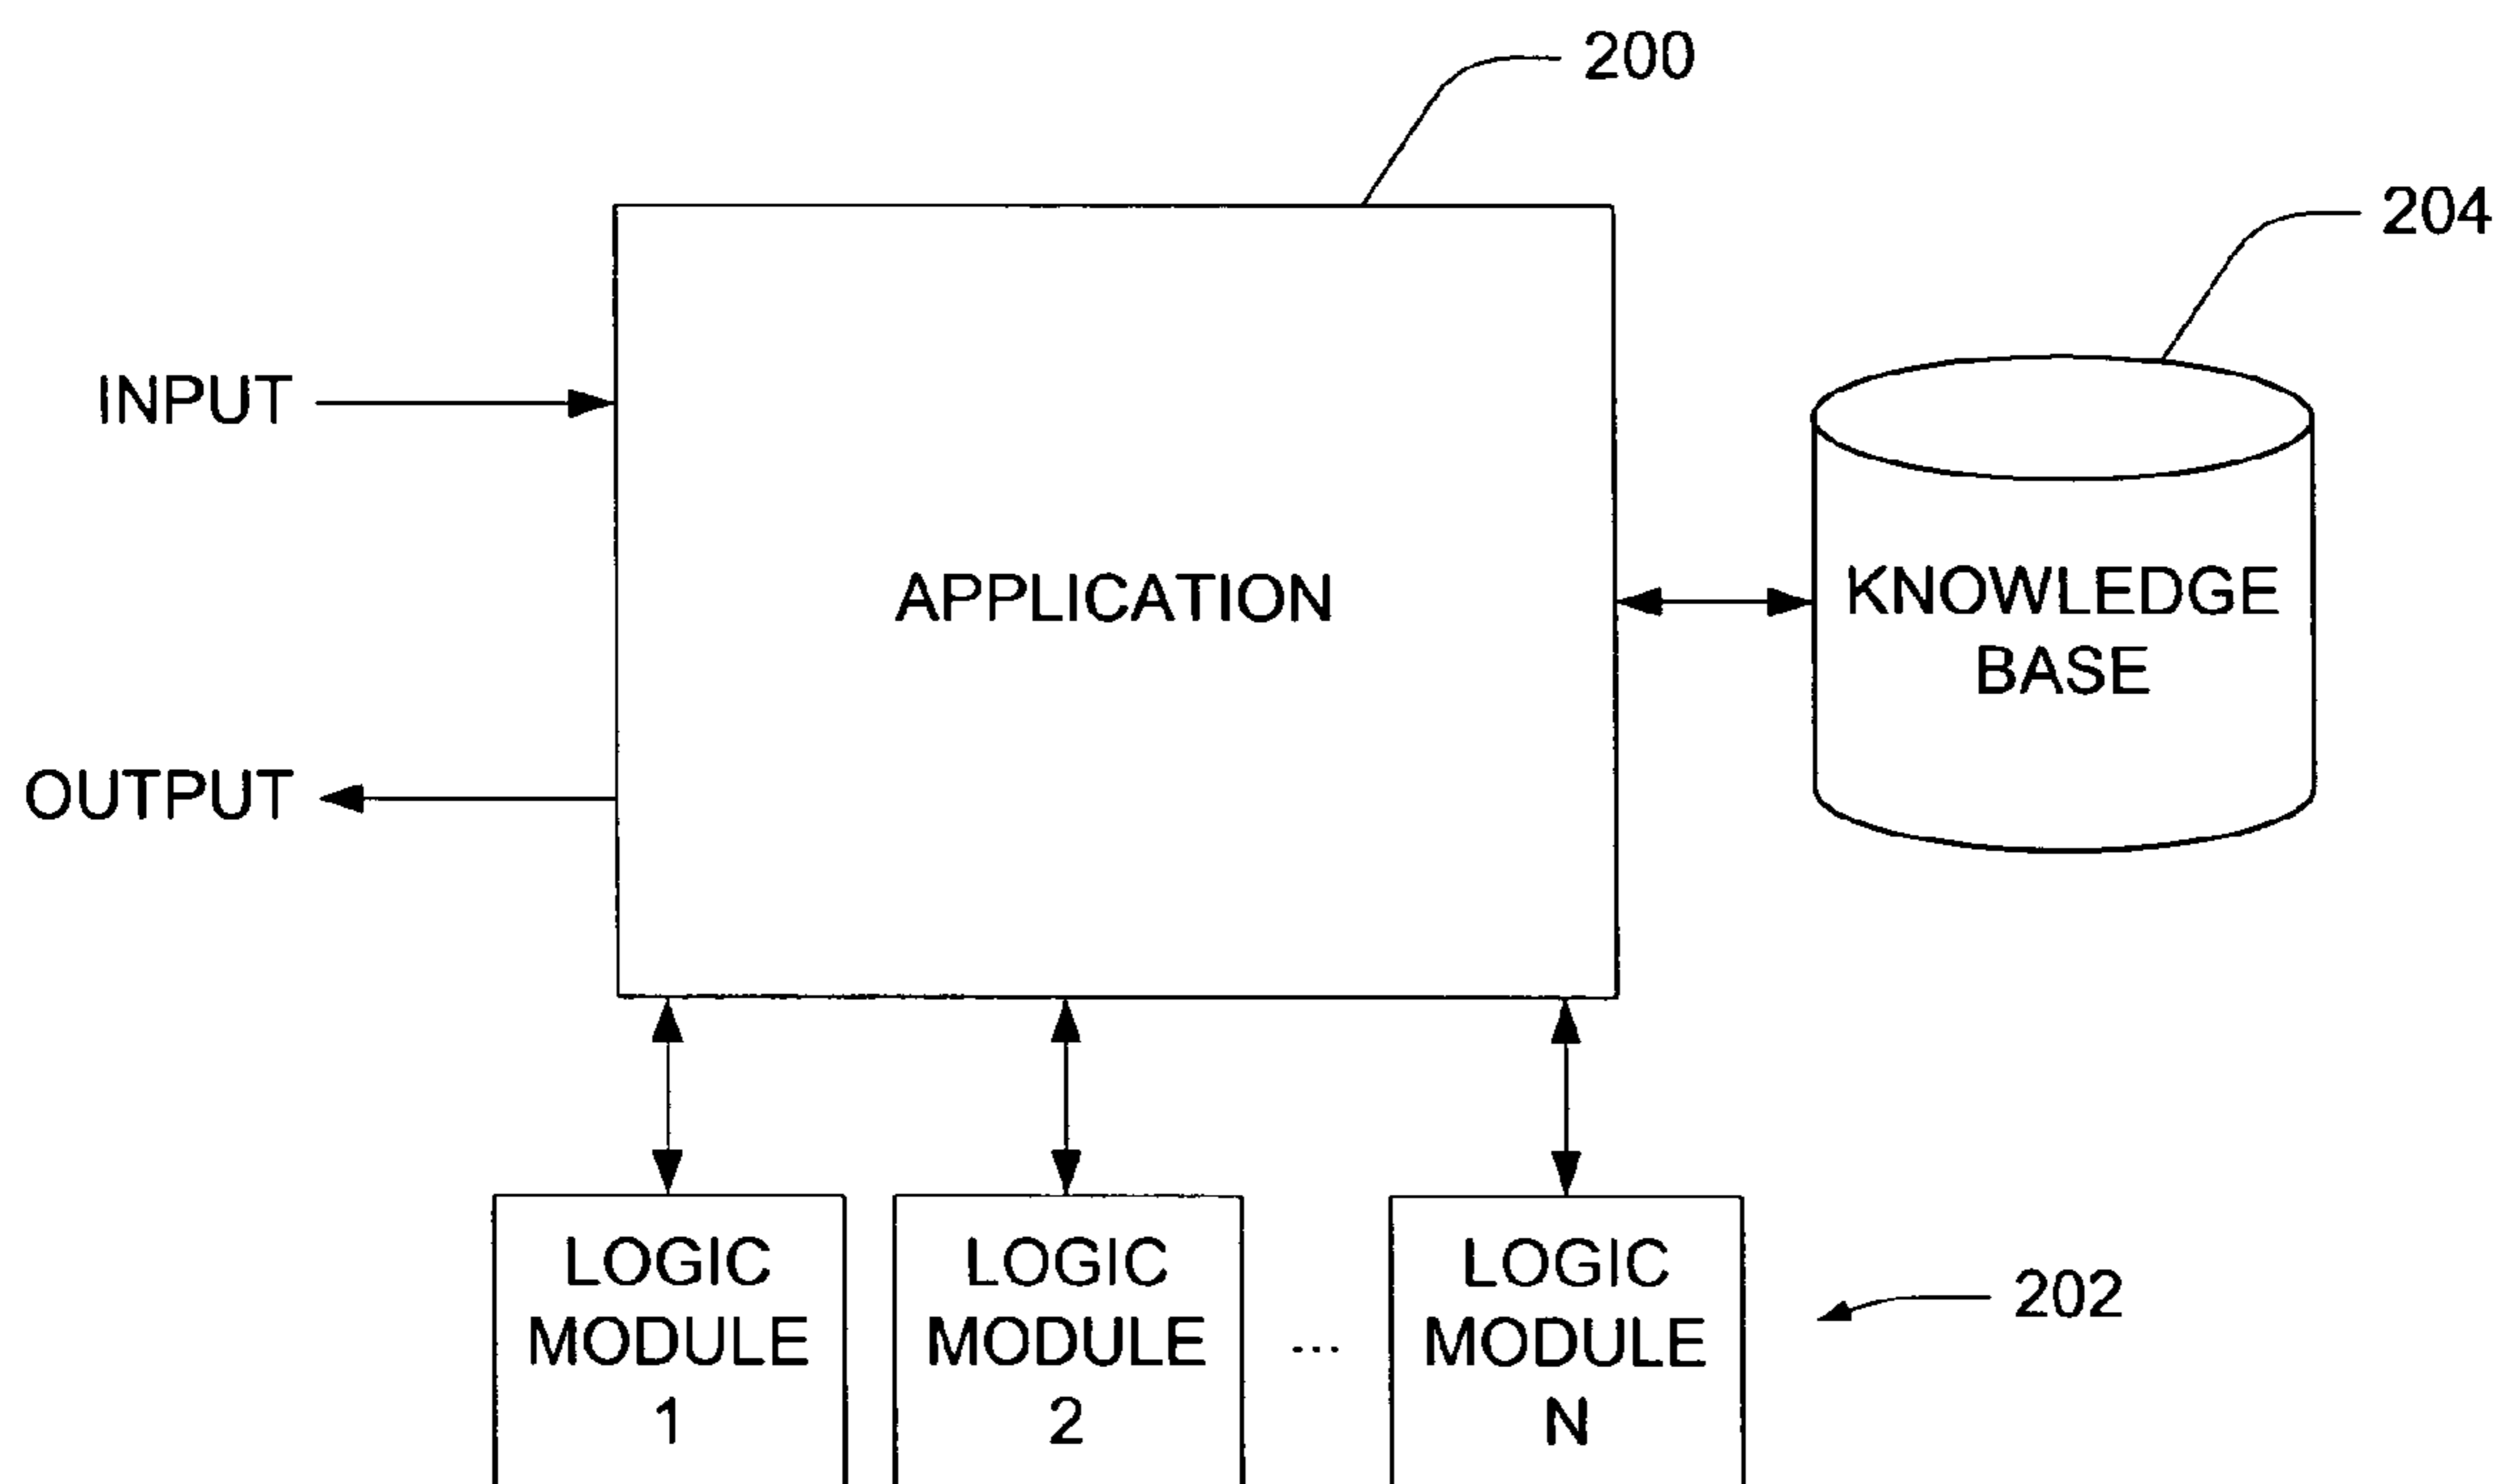 200
204
INPUT
APPLICATION
KNOWLEDGE
BASE
OUTPUT
LOGIC
MODULE
1
LOGIC
MODULE
2
...
LOGIC
MODULE
N
202